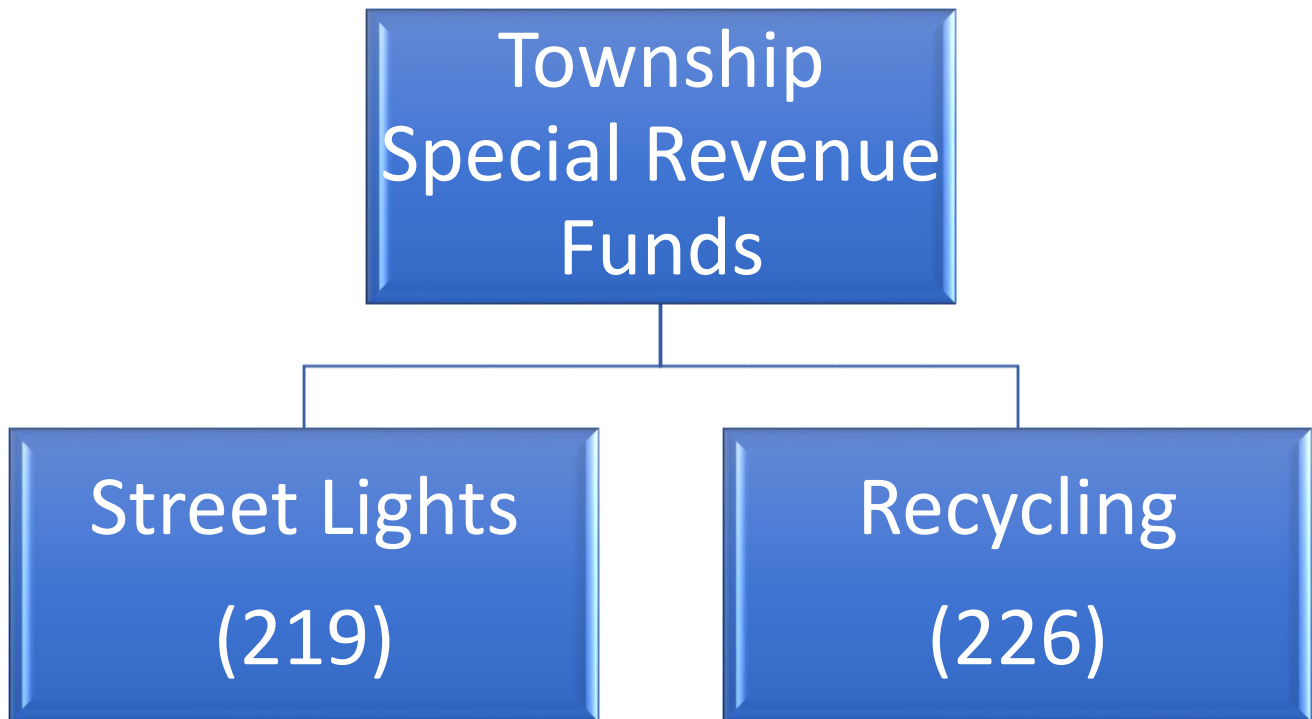 Township
Special Revenue
Funds
Street Lights
(219)
Recycling
(226)